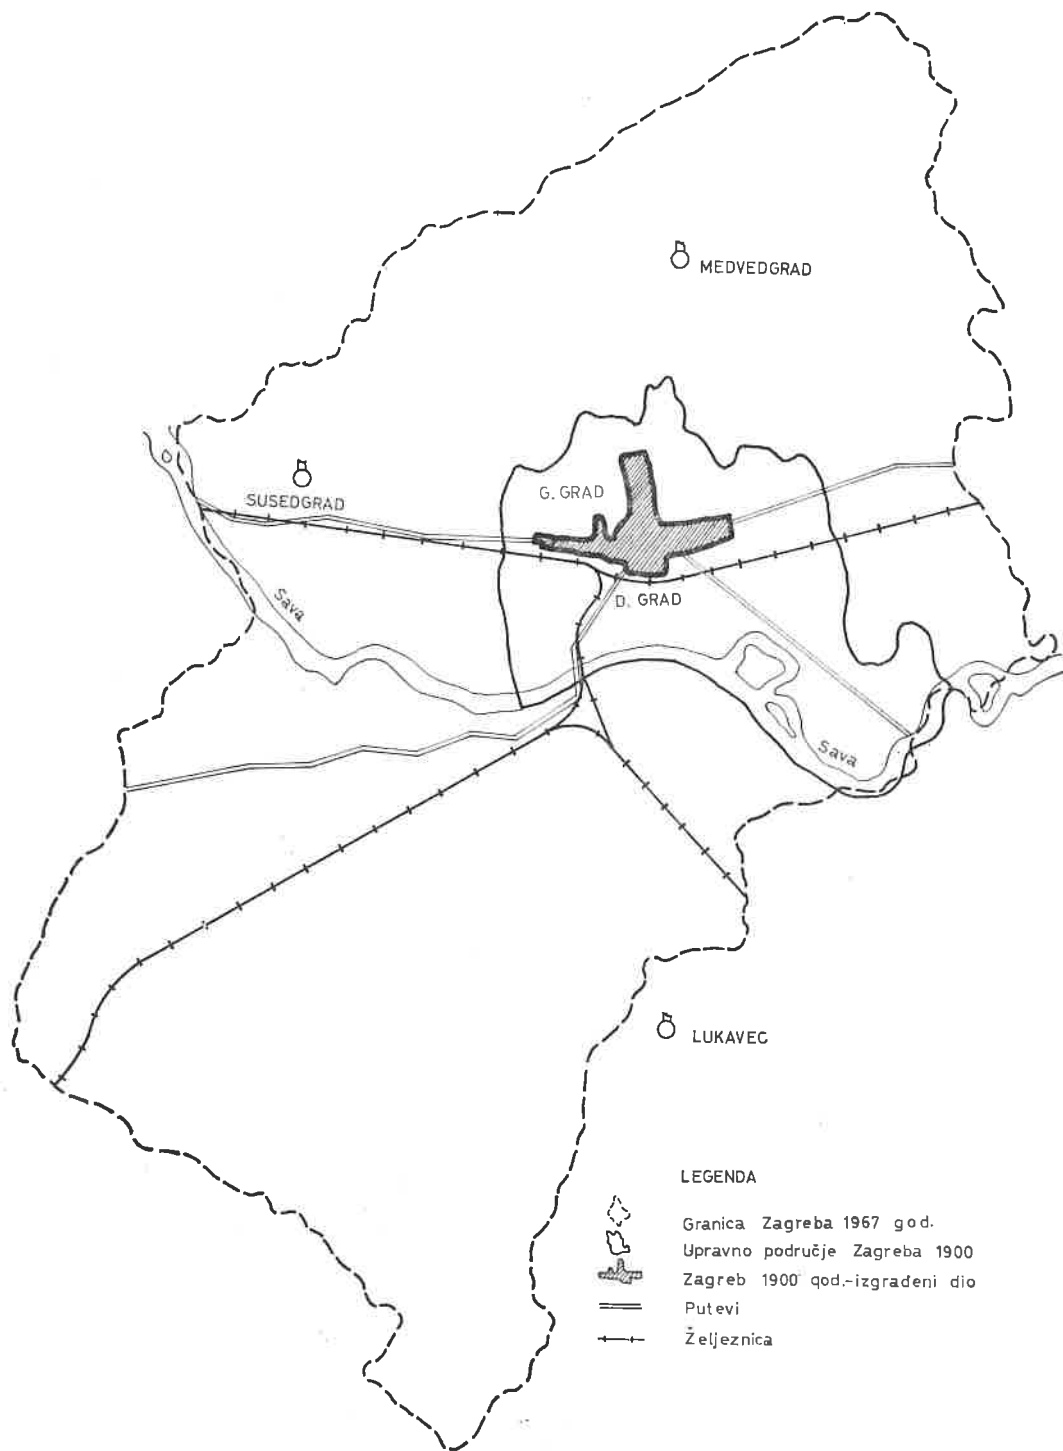 MEDVEDGRAD
SUSEDGRAD
G. GRAD
D. GRAD
Sava
Sava
LUKAVEC
LEGENDA
Granica Zagreba 1967 god.
Upravno područje Zagreba 1900
Zagreb 1900 god.-izgrađeni dio
Putevi
Željeznica